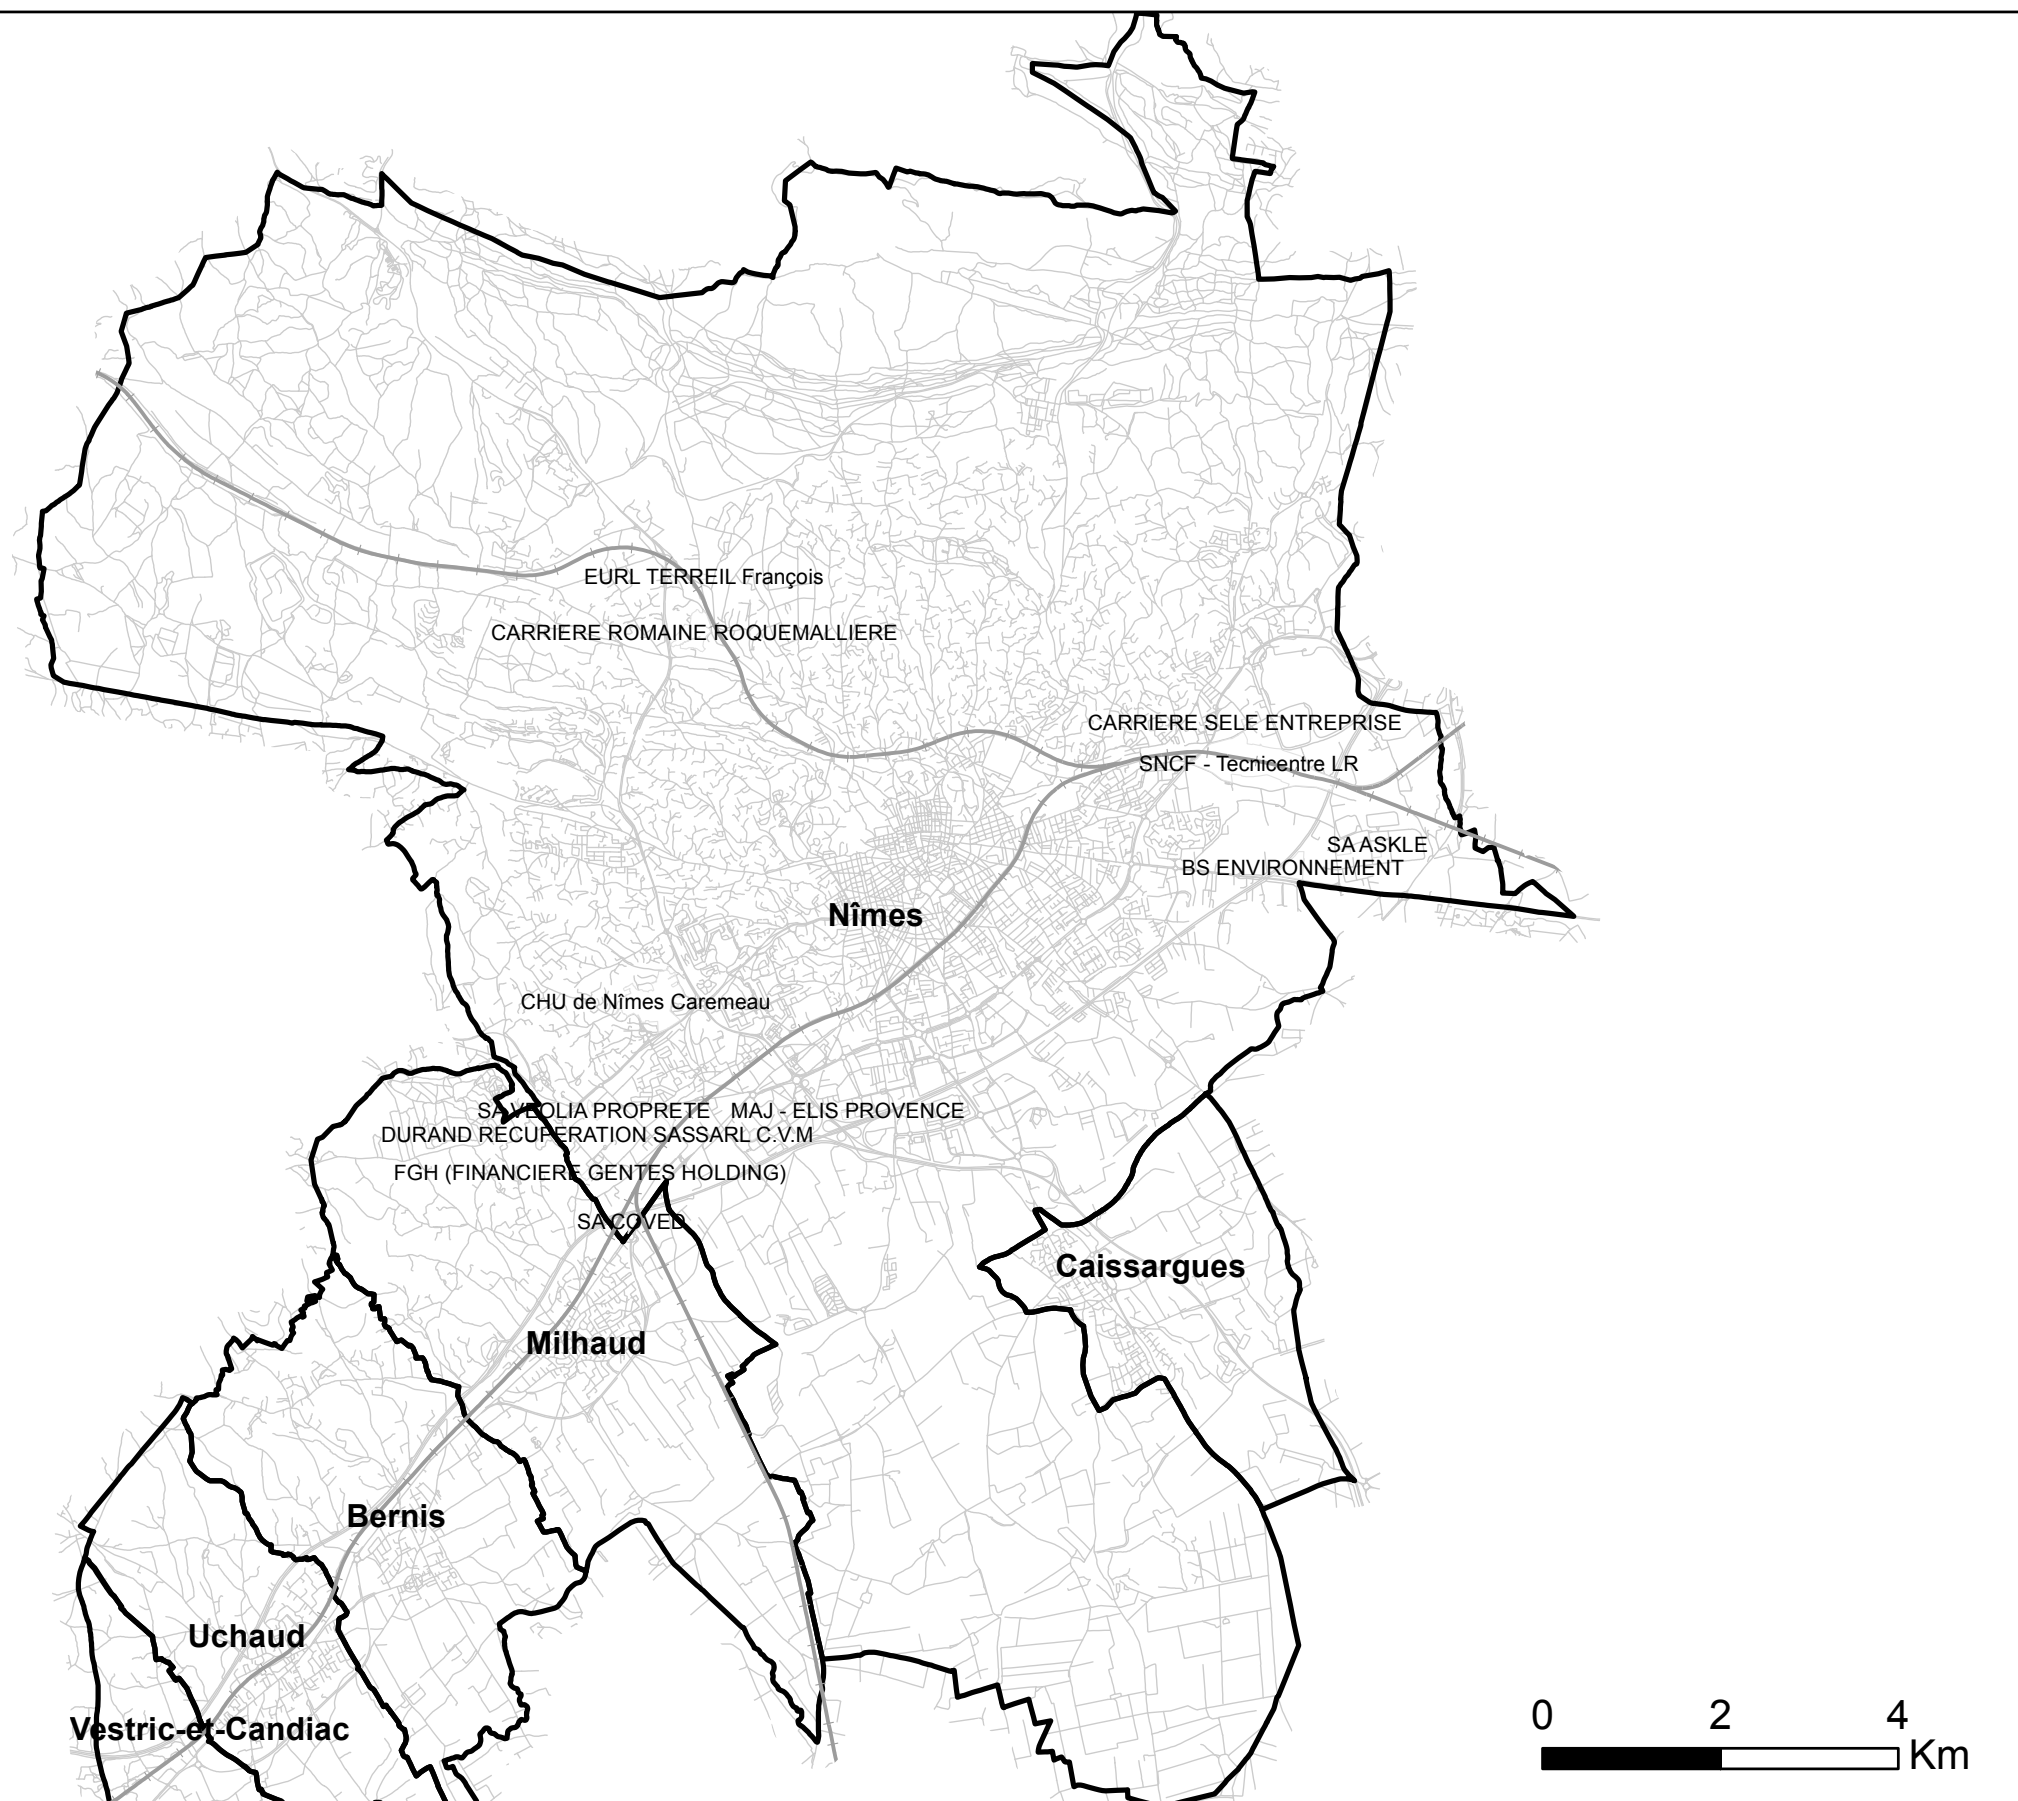 EURL TERREIL François
CARRIERE ROMAINE ROQUEMALLIERE
CARRIERE SELE ENTREPRISE
SNCF - Tecnicentre LR
SA ASKLE
BS ENVIRONNEMENT
Nîmes
CHU de Nîmes Caremeau
SA VEOLIA PROPRETE MAJ - ELIS PROVENCE
DURAND RECUPERATION SASSARL C.V.M
FGH (FINANCIERE GENTES HOLDING)
SA COVED
Caissargues
Milhaud
Bernis
Uchaud
Vestric-et-Candiac
0 2 4
Km